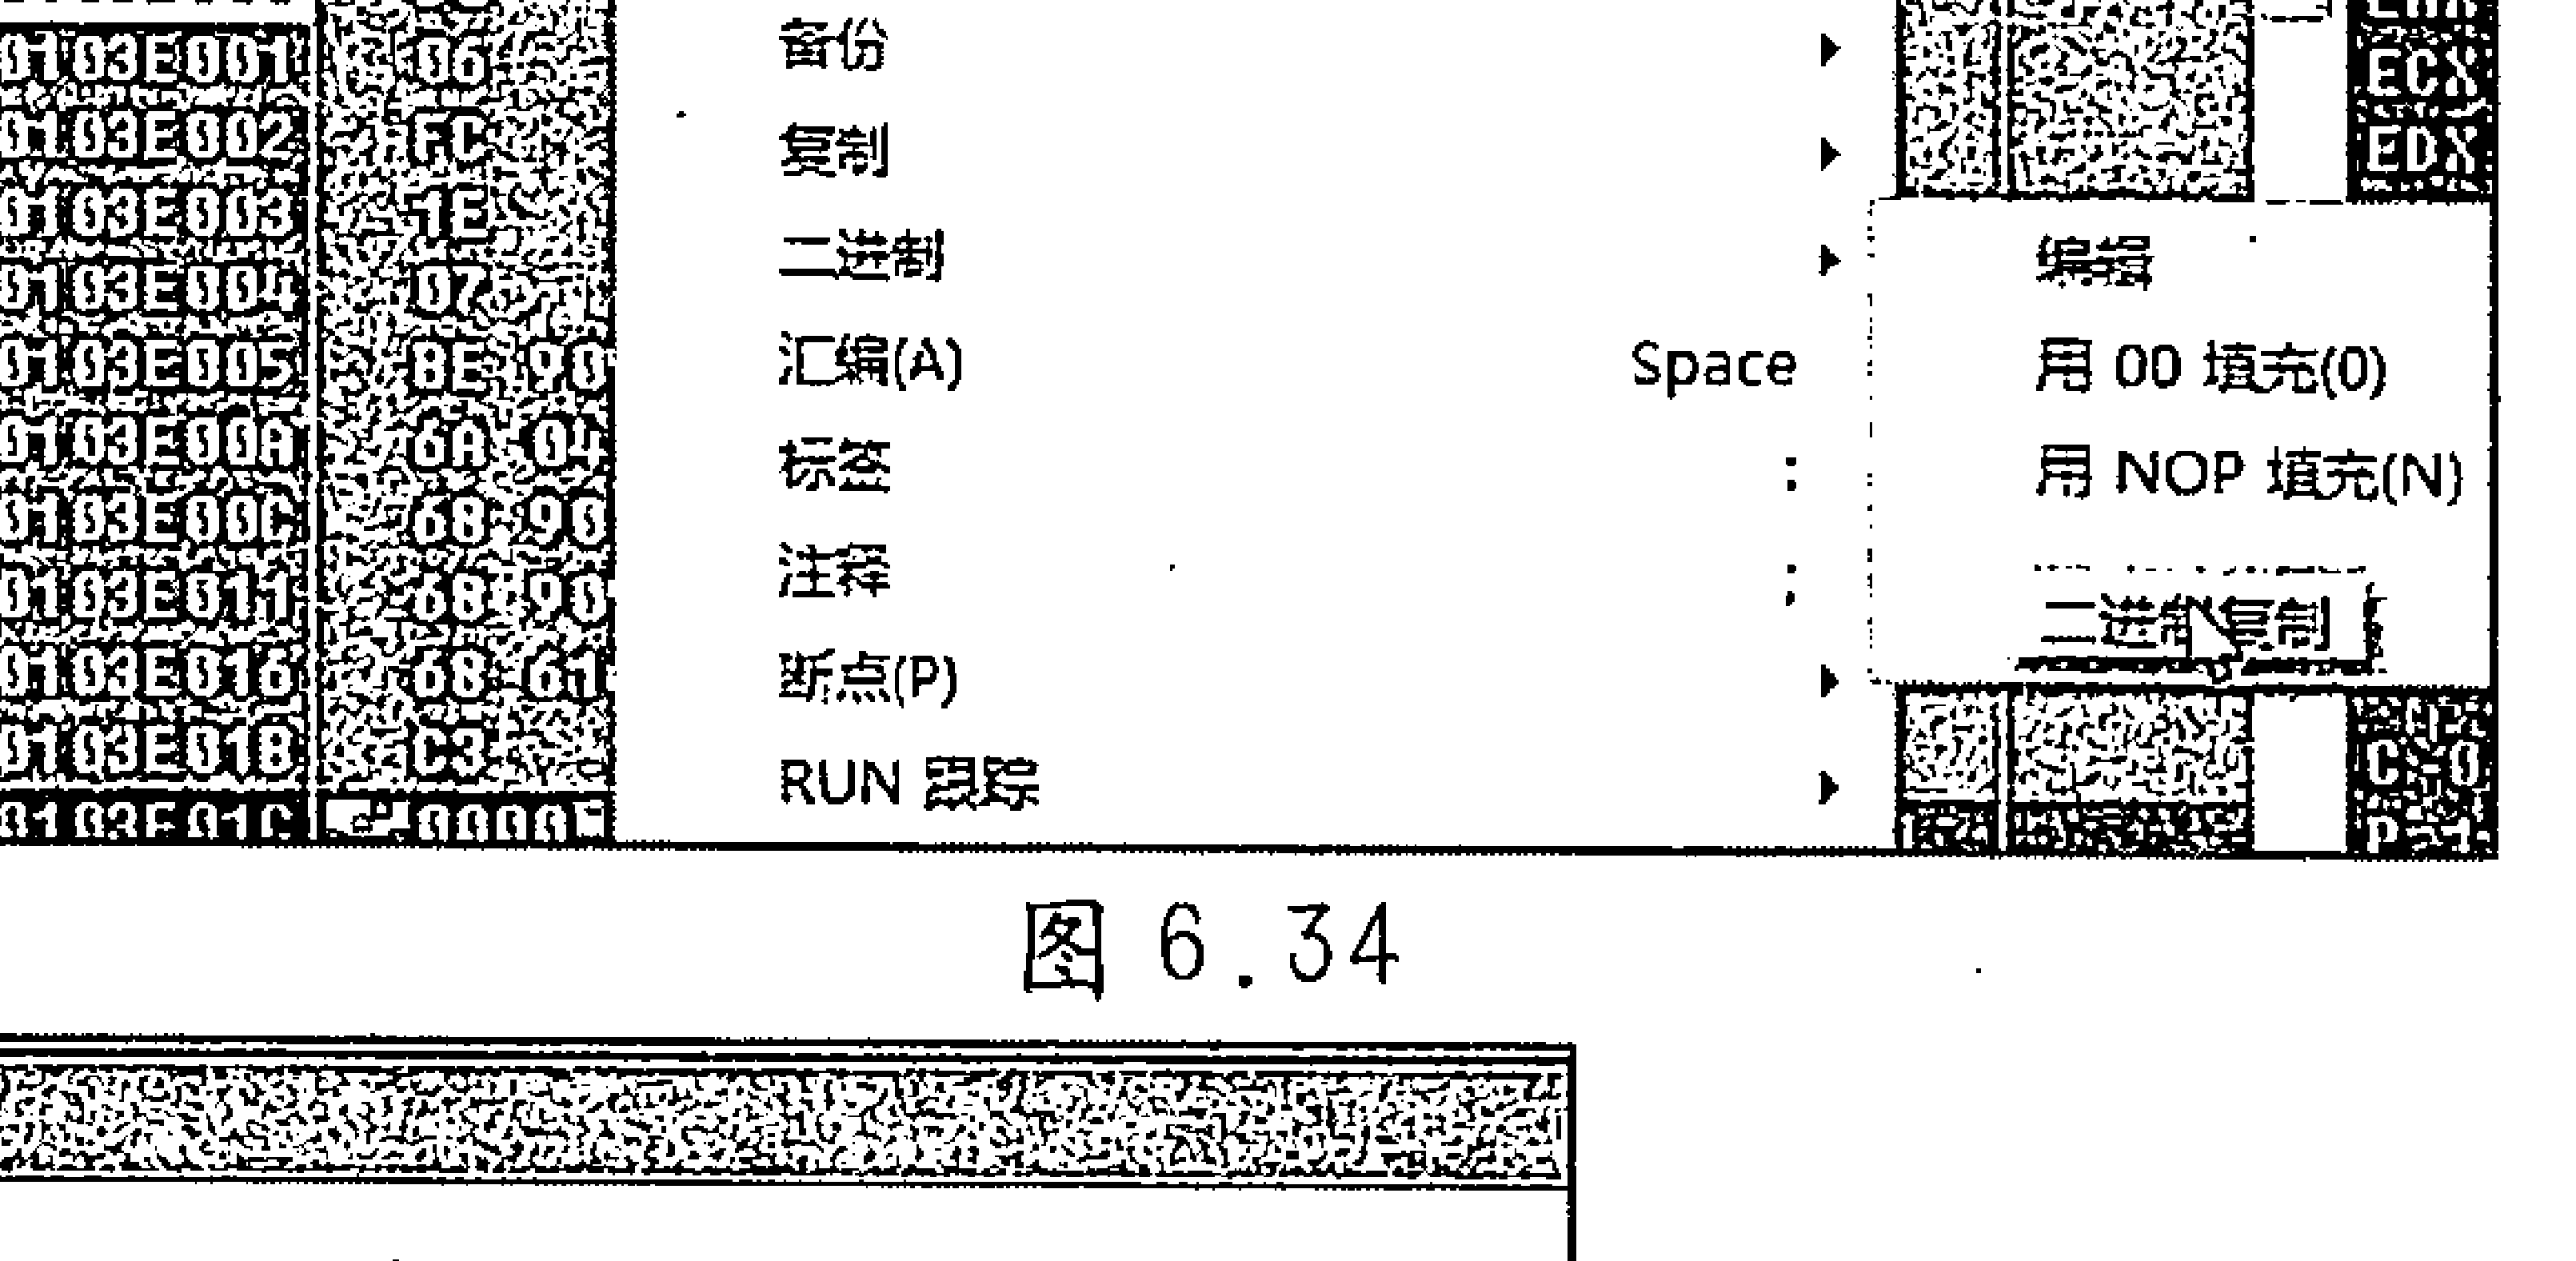 备份
0103E001 06 ECX
复制
0103E002 FC EDX
0103E003 1E
二进制 编辑
0103E004 07
汇编(A) Space 用 00 填充(0)
0103E005 8E 90
0103E00A 6A 04
标签 : 用 NOP 填充(N)
0103E00C 68 90
注释 ;
0103E011 68 90
二进制复制
0103E016 68 61
断点(P)
0103E01B C3
RUN 跟踪
0103E01C 0000
图 6.34